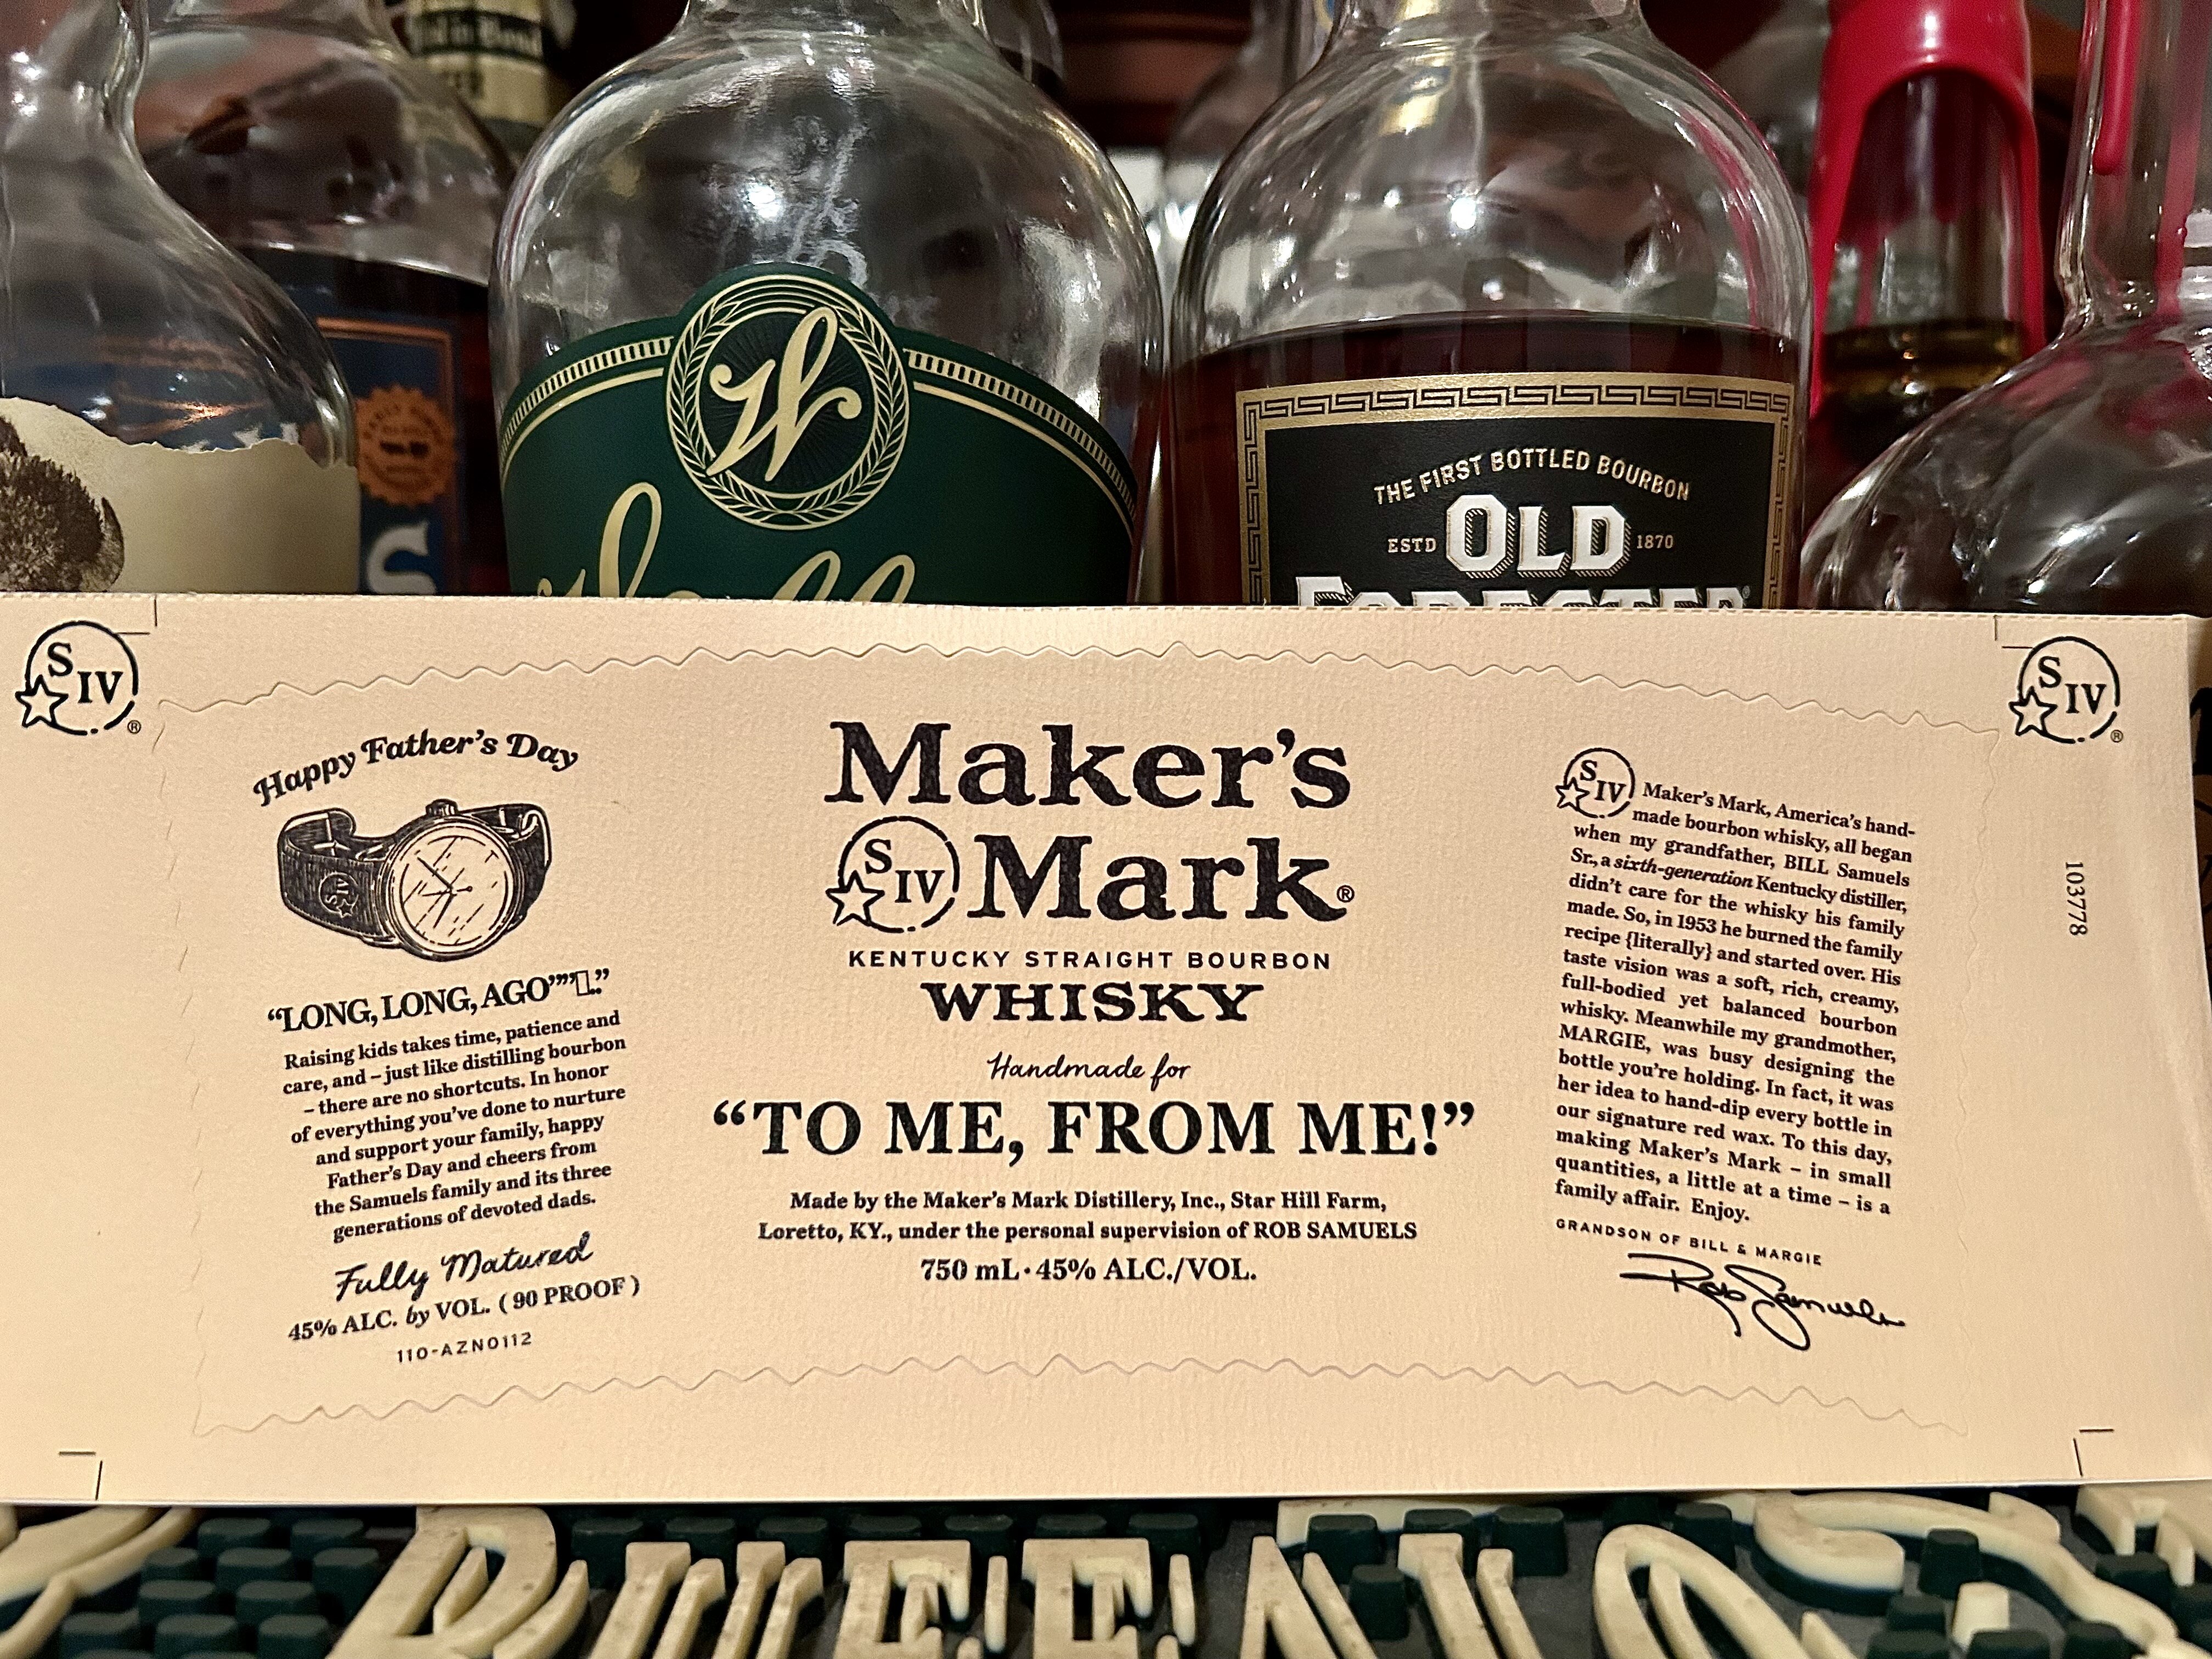 W
THE FIRST BOTTLED BOURBON
ESTD OLD 1870
FORESTER
S
S
IV
®
S
IV
®
Happy Father's Day
“LONG, LONG, AGO””’▯.”
Raising kids takes time, patience and
care, and – just like distilling bourbon
– there are no shortcuts. In honor
of everything you've done to nurture
and support your family, happy
Father's Day and cheers from
the Samuels family and its three
generations of devoted dads.
Fully Matured
45% ALC. by VOL. ( 90 PROOF )
110-AZNO112
Maker's
S IV Mark®
KENTUCKY STRAIGHT BOURBON
WHISKY
Handmade for
“TO ME, FROM ME!”
Made by the Maker's Mark Distillery, Inc., Star Hill Farm,
Loretto, KY., under the personal supervision of ROB SAMUELS
750 mL · 45% ALC./VOL.
S IV Maker's Mark, America's hand-
made bourbon whisky, all began
when my grandfather, BILL Samuels
Sr., a sixth-generation Kentucky distiller,
didn't care for the whisky his family
made. So, in 1953 he burned the family
recipe {literally} and started over. His
taste vision was a soft, rich, creamy,
full-bodied yet balanced bourbon
whisky. Meanwhile my grandmother,
MARGIE, was busy designing the
bottle you're holding. In fact, it was
her idea to hand-dip every bottle in
our signature red wax. To this day,
making Maker's Mark – in small
quantities, a little at a time – is a
family affair. Enjoy.
GRANDSON OF BILL & MARGIE
Rob Samuels
103778
BUFFALO